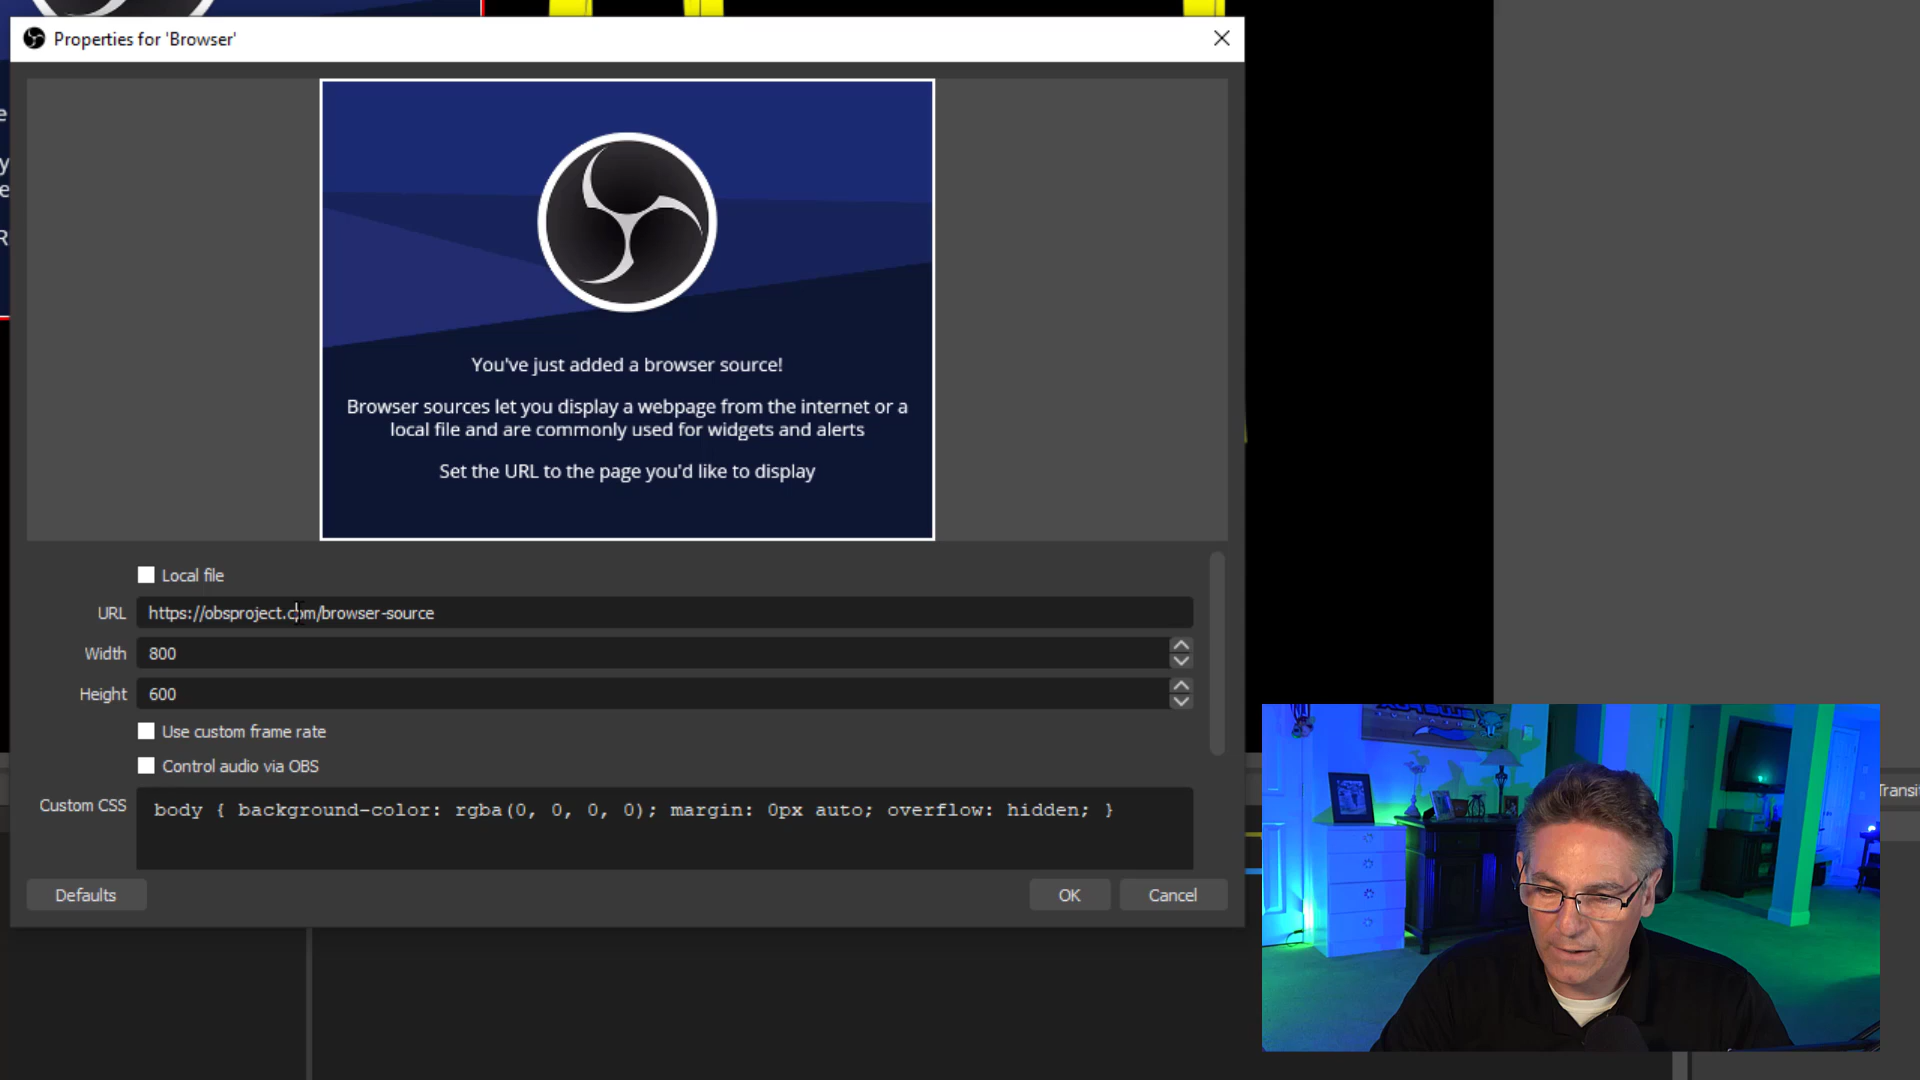 Properties for 'Browser'
You've just added a browser source!
Browser sources let you display a webpage from the internet or a
local file and are commonly used for widgets and alerts
Set the URL to the page you'd like to display
Local file
URL https://obsproject.com/browser-source
Width 800
Height 600
Use custom frame rate
Control audio via OBS
Custom CSS body { background-color: rgba(0, 0, 0, 0); margin: 0px auto; overflow: hidden; }
Defaults OK Cancel
Transit